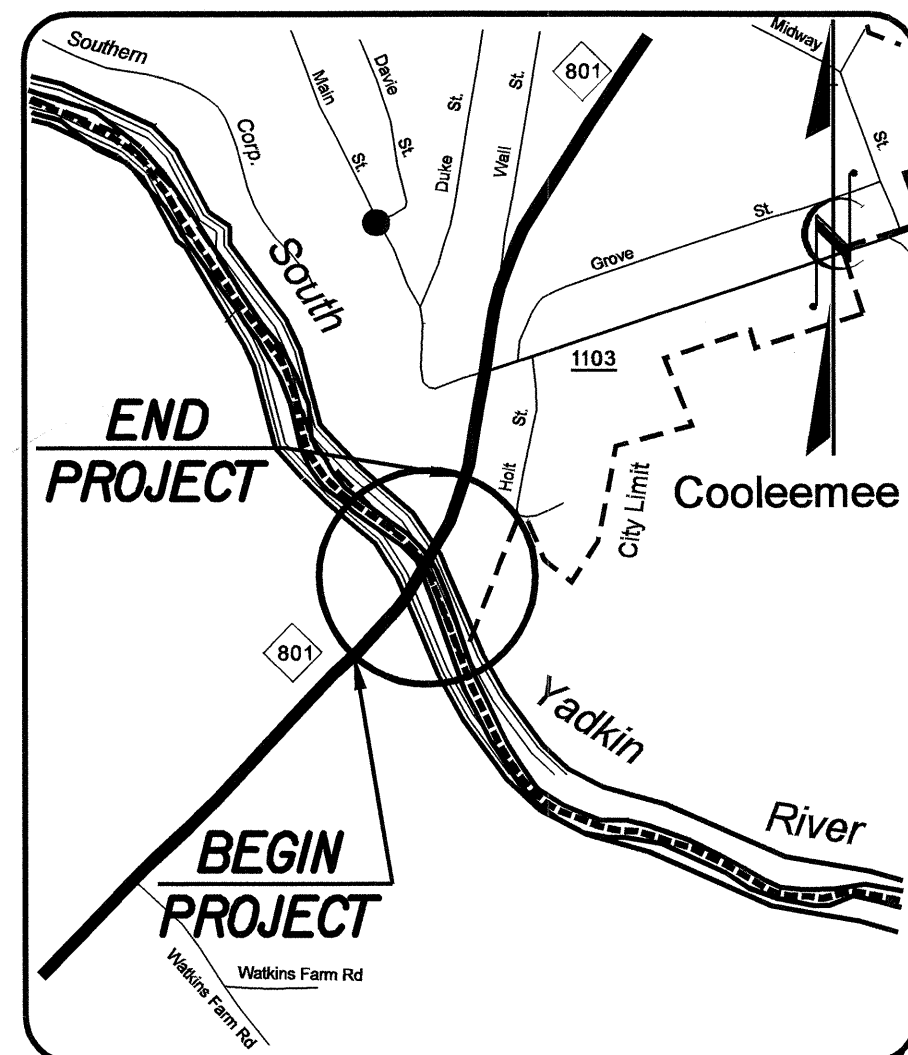 Southern
Corp.
Main
St.
Davie
St.
Duke
St.
Wall
St.
801
Midway
St.
Grove
St.
1103
Holt
St.
City Limit
Cooleemee
South
Yadkin
River
END
PROJECT
801
BEGIN
PROJECT
Watkins Farm Rd
Watkins Farm Rd